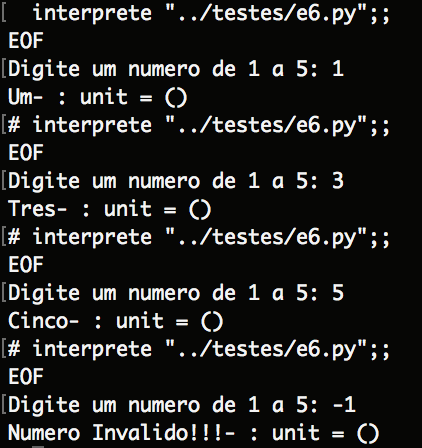 [  interprete "../testes/e6.py";;
EOF
[Digite um numero de 1 a 5: 1
Um- : unit = ()
[# interprete "../testes/e6.py";;
EOF
[Digite um numero de 1 a 5: 3
Tres- : unit = ()
[# interprete "../testes/e6.py";;
EOF
[Digite um numero de 1 a 5: 5
Cinco- : unit = ()
[# interprete "../testes/e6.py";;
EOF
[Digite um numero de 1 a 5: -1
Numero Invalido!!!- : unit = ()